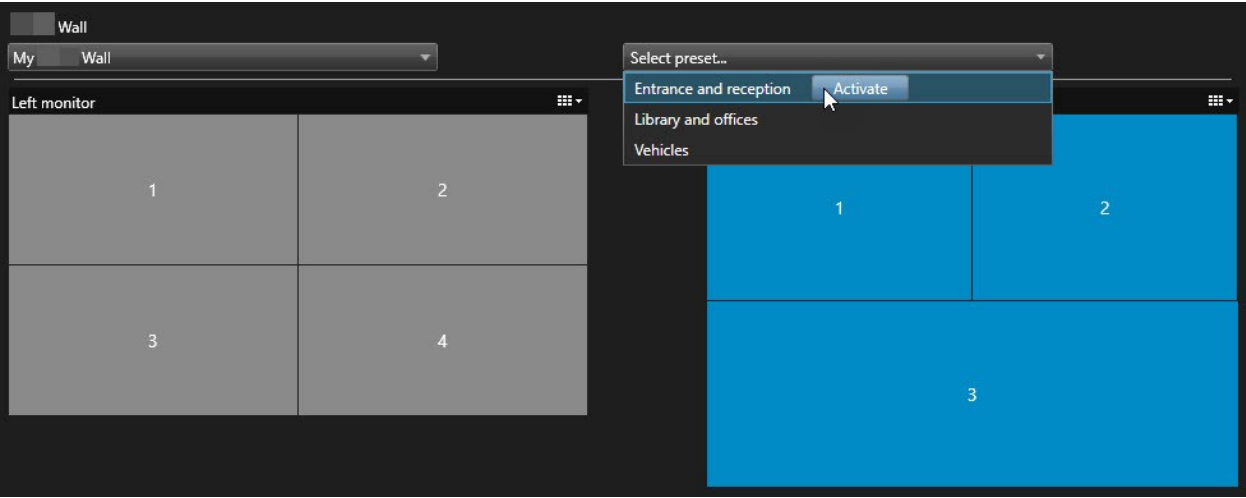 Wall
My Wall
Select preset...
Entrance and reception Activate
Library and offices
Vehicles
Left monitor
1 2
3 4
1 2
3